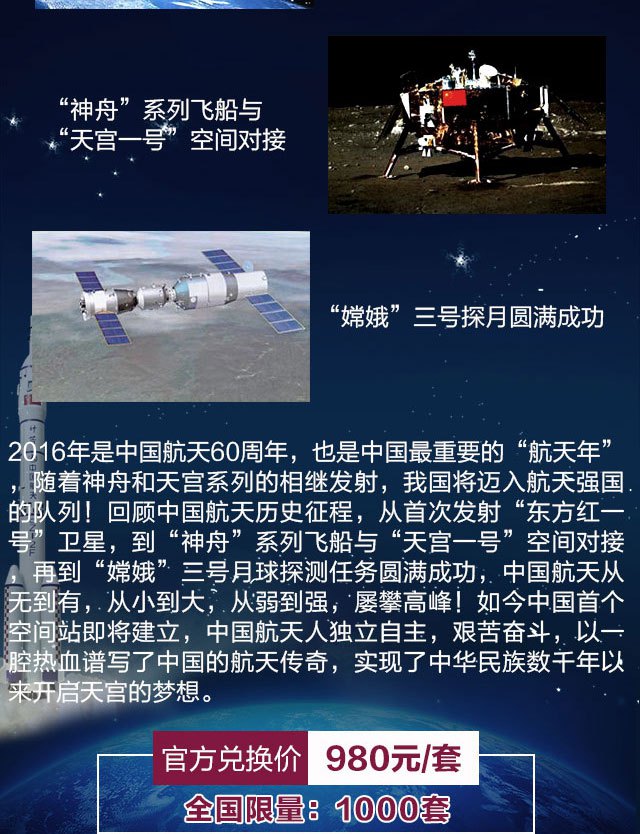 “神舟”系列飞船与
“天宫一号”空间对接
“嫦娥”三号探月圆满成功
2016年是中国航天60周年，也是中国最重要的“航天年”
，随着神舟和天宫系列的相继发射，我国将迈入航天强国
的队列！回顾中国航天历史征程，从首次发射“东方红一
号”卫星，到“神舟”系列飞船与“天宫一号”空间对接
，再到“嫦娥”三号月球探测任务圆满成功，中国航天从
无到有，从小到大，从弱到强，屡攀高峰！如今中国首个
空间站即将建立，中国航天人独立自主，艰苦奋斗，以一
腔热血谱写了中国的航天传奇，实现了中华民族数千年以
来开启天宫的梦想。
官方兑换价 980元/套
全国限量：1000套